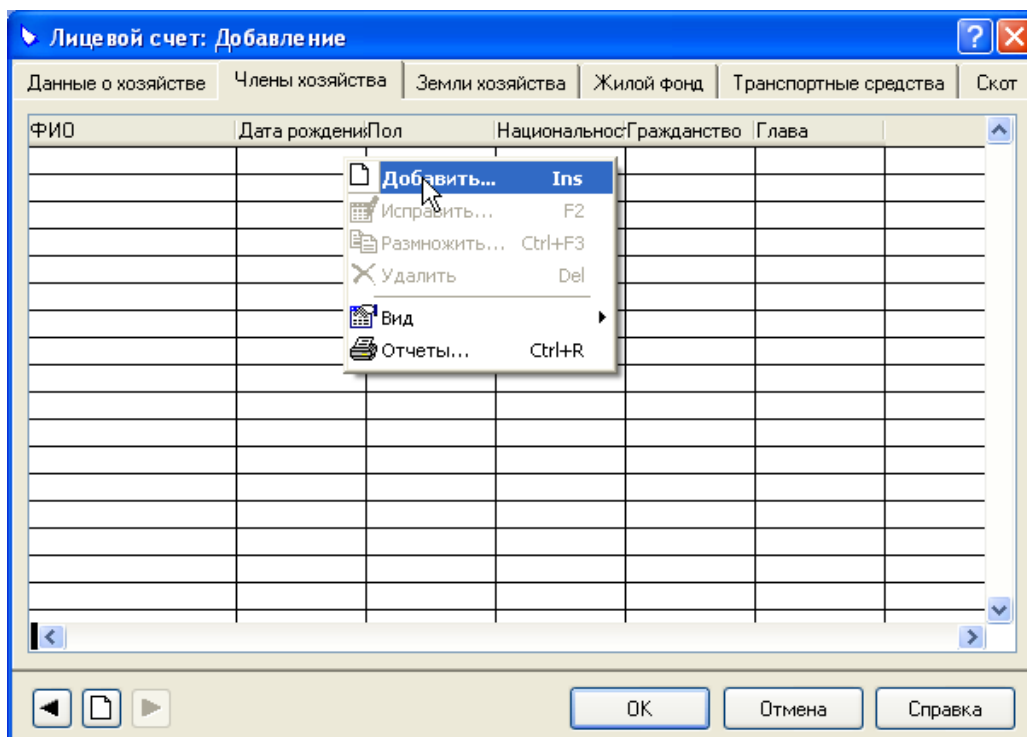 Лицевой счет: Добавление
Данные о хозяйстве Члены хозяйства Земли хозяйства Жилой фонд Транспортные средства Скот
ФИО Дата рождени Пол Национальнос Гражданство Глава
Добавить... Ins
Исправить... F2
Размножить... Ctrl+F3
Удалить Del
Вид
Отчеты... Ctrl+R
OK Отмена Справка